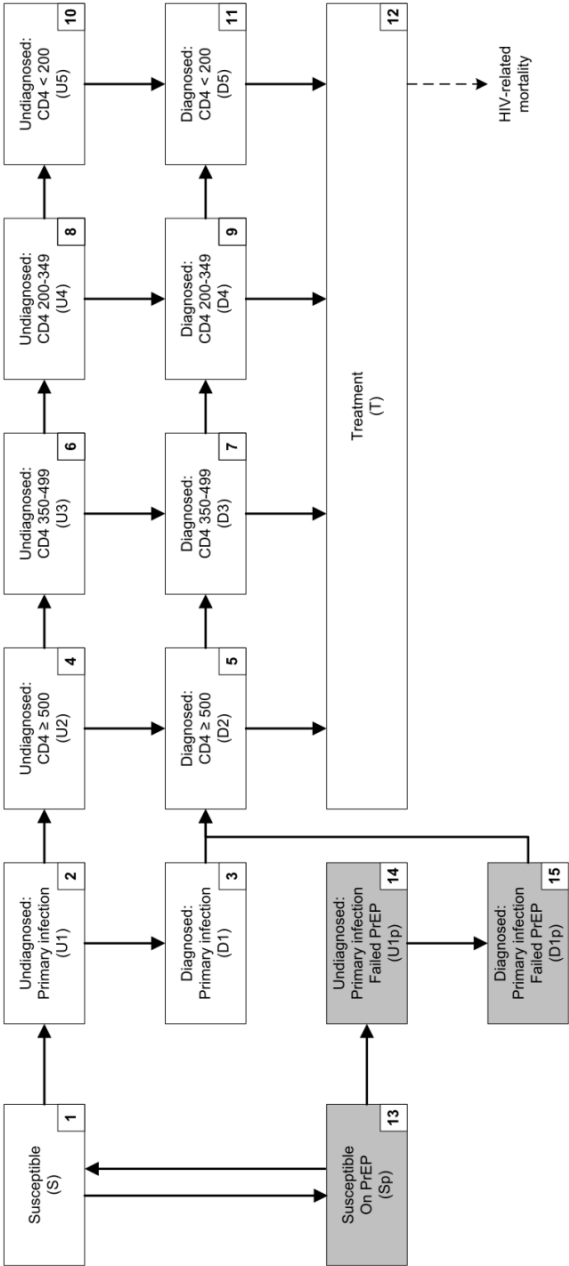 Susceptible
(S)
1
Undiagnosed:
Primary infection
(U1)
2
Undiagnosed:
CD4 ≥ 500
(U2)
4
Undiagnosed:
CD4 350-499
(U3)
6
Undiagnosed:
CD4 200-349
(U4)
8
Undiagnosed:
CD4 < 200
(U5)
10
Diagnosed:
Primary infection
(D1)
3
Diagnosed:
CD4 ≥ 500
(D2)
5
Diagnosed:
CD4 350-499
(D3)
7
Diagnosed:
CD4 200-349
(D4)
9
Diagnosed:
CD4 < 200
(D5)
11
Susceptible
On PrEP
(Sp)
13
Undiagnosed:
Primary infection
Failed PrEP
(U1p)
14
Treatment
(T)
12
Diagnosed:
Primary infection
Failed PrEP
(D1p)
15
HIV-related
mortality